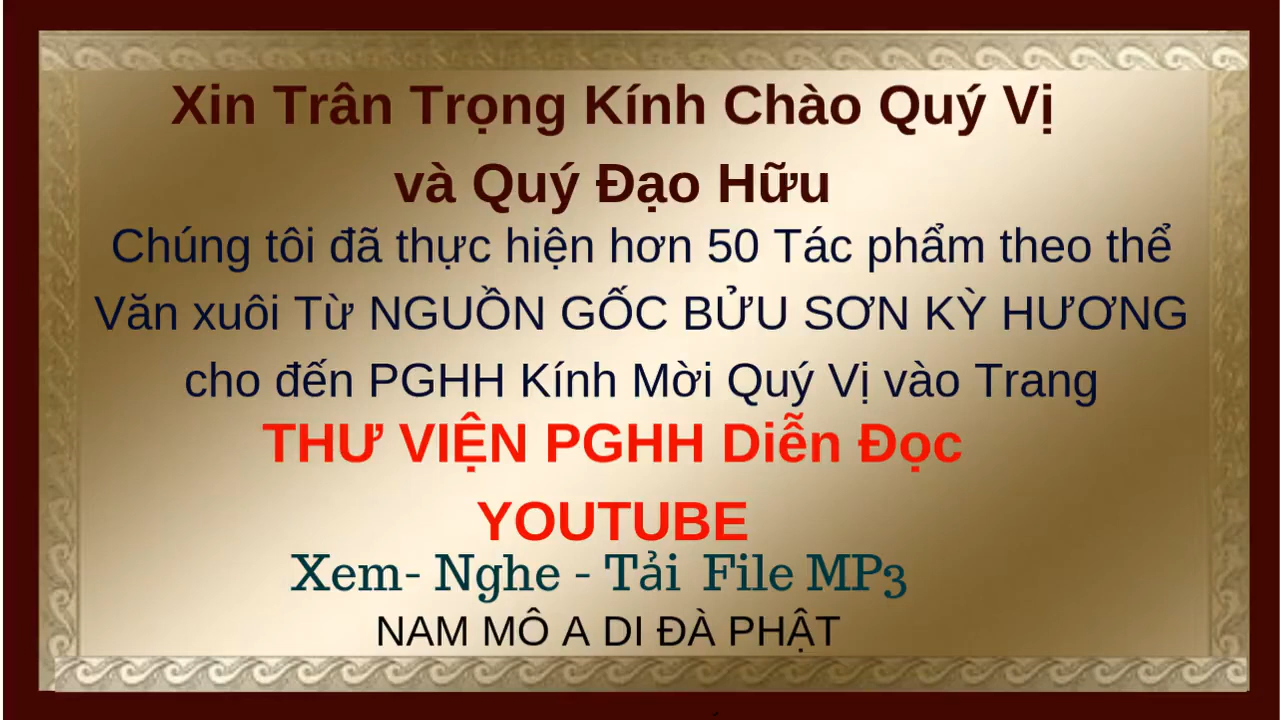 Xin Trân Trọng Kính Chào Quý Vị
và Quý Đạo Hữu
Chúng tôi đã thực hiện hơn 50 Tác phẩm theo thể
Văn xuôi Từ NGUỒN GỐC BỬU SƠN KỲ HƯƠNG
cho đến PGHH Kính Mời Quý Vị vào Trang
THƯ VIỆN PGHH Diễn Đọc
YOUTUBE
Xem- Nghe - Tải File MP3
NAM MÔ A DI ĐÀ PHẬT